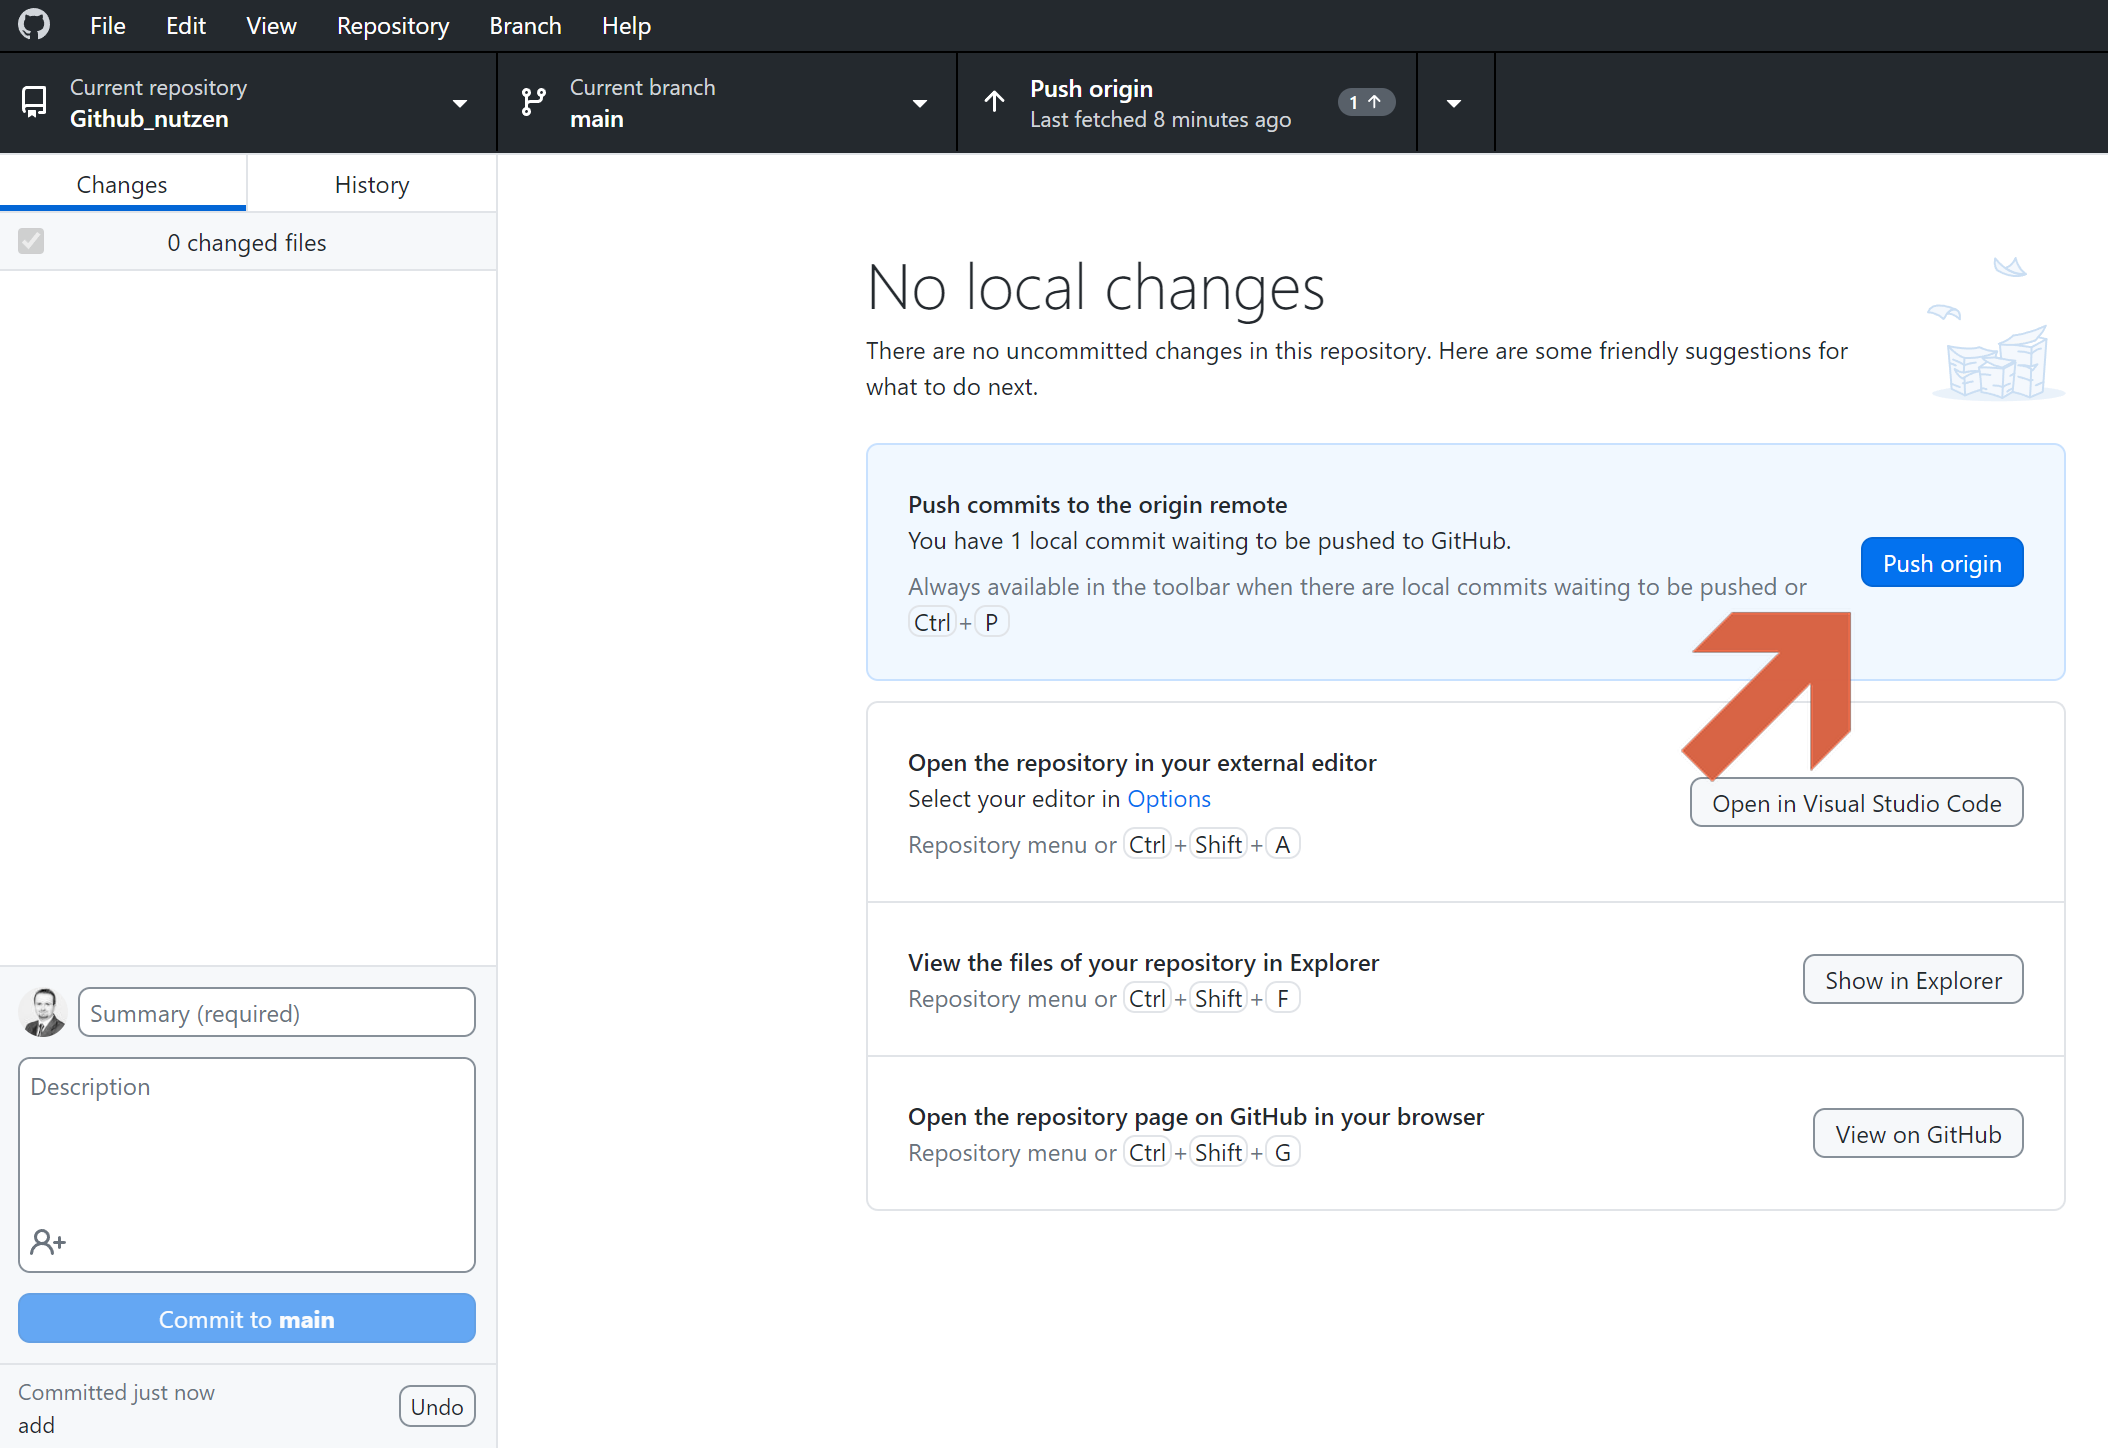 File Edit View Repository Branch Help
Current repository
Github_nutzen
Current branch
main
Push origin
Last fetched 8 minutes ago
1
Changes
History
0 changed files
No local changes
There are no uncommitted changes in this repository. Here are some friendly suggestions for
what to do next.
Push commits to the origin remote
You have 1 local commit waiting to be pushed to GitHub.
Always available in the toolbar when there are local commits waiting to be pushed or
Ctrl + P
Push origin
Open the repository in your external editor
Select your editor in Options
Repository menu or Ctrl + Shift + A
Open in Visual Studio Code
View the files of your repository in Explorer
Repository menu or Ctrl + Shift + F
Show in Explorer
Open the repository page on GitHub in your browser
Repository menu or Ctrl + Shift + G
View on GitHub
Summary (required)
Description
Commit to main
Committed just now
add
Undo